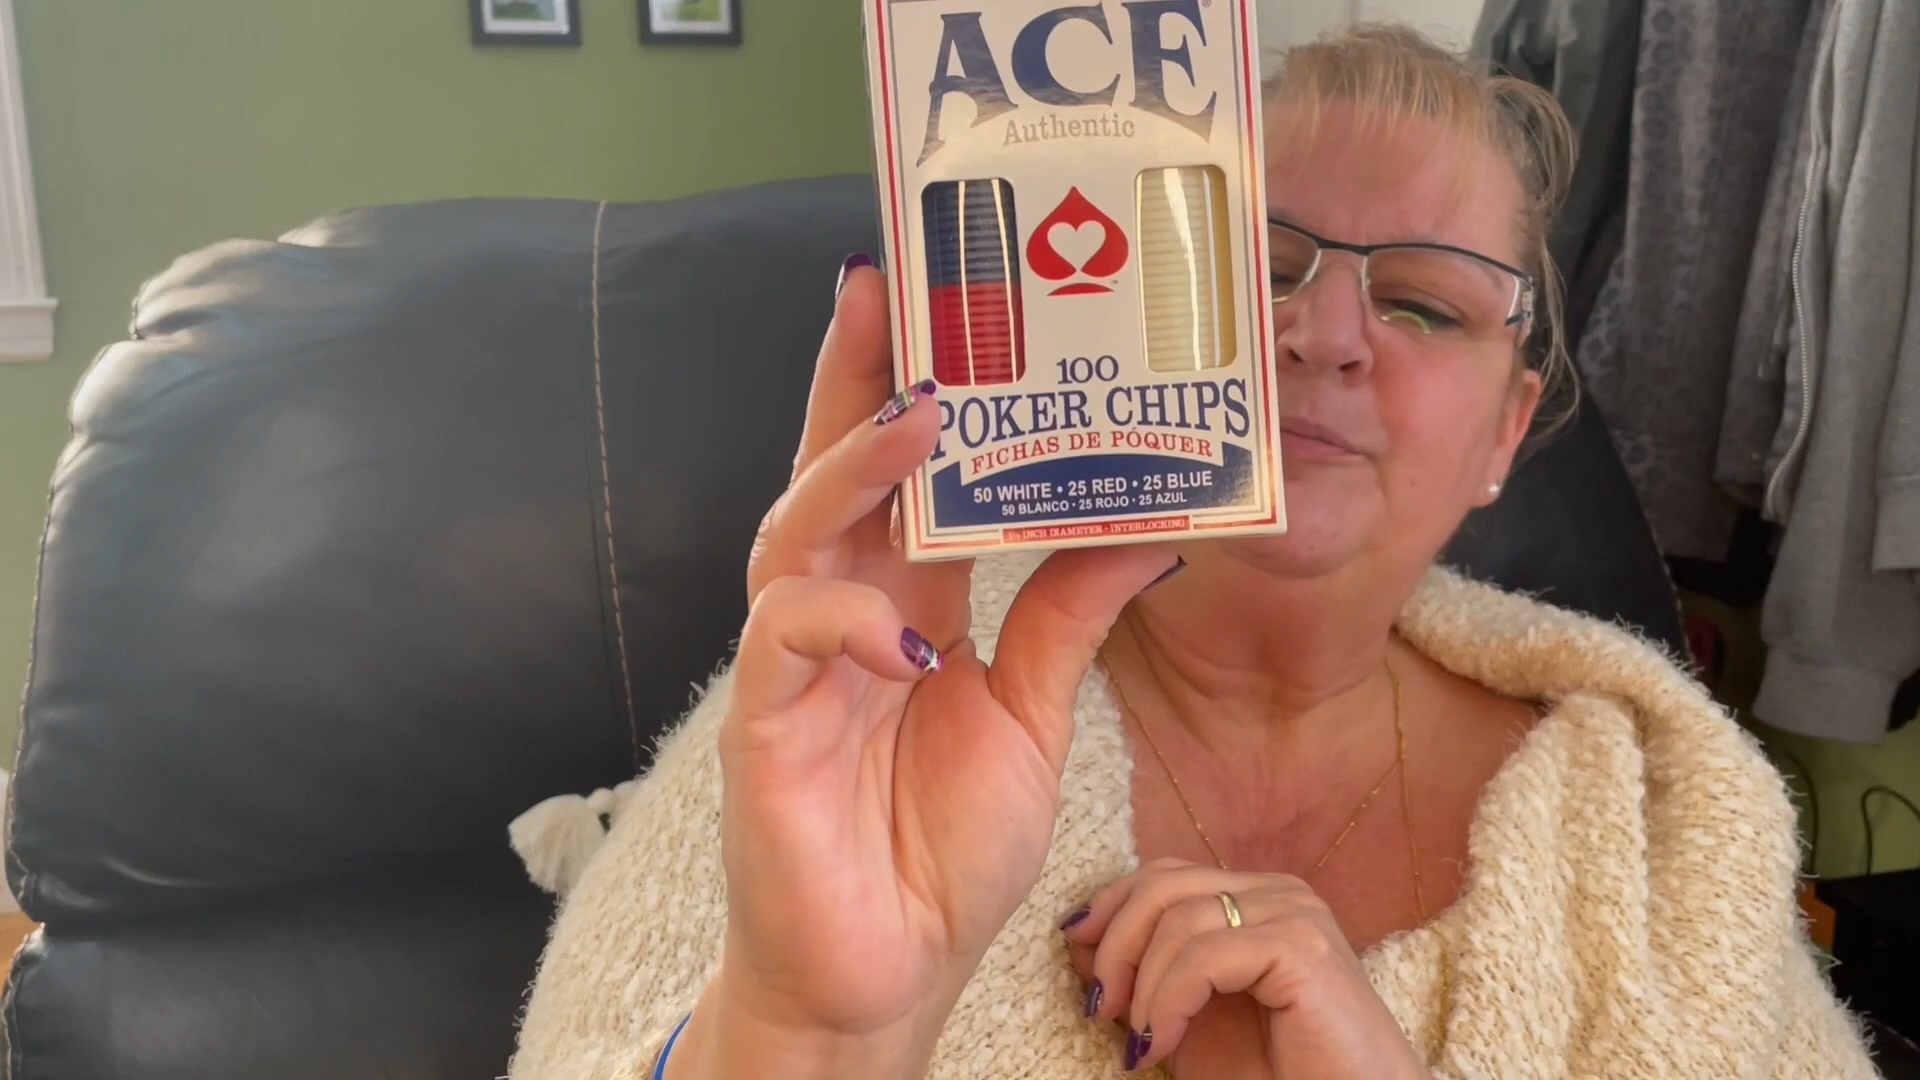 ACE®
Authentic
100
POKER CHIPS
FICHAS DE PÓQUER
50 WHITE • 25 RED • 25 BLUE
50 BLANCO • 25 ROJO • 25 AZUL
INCH DIAMETER • INTERLOCKING